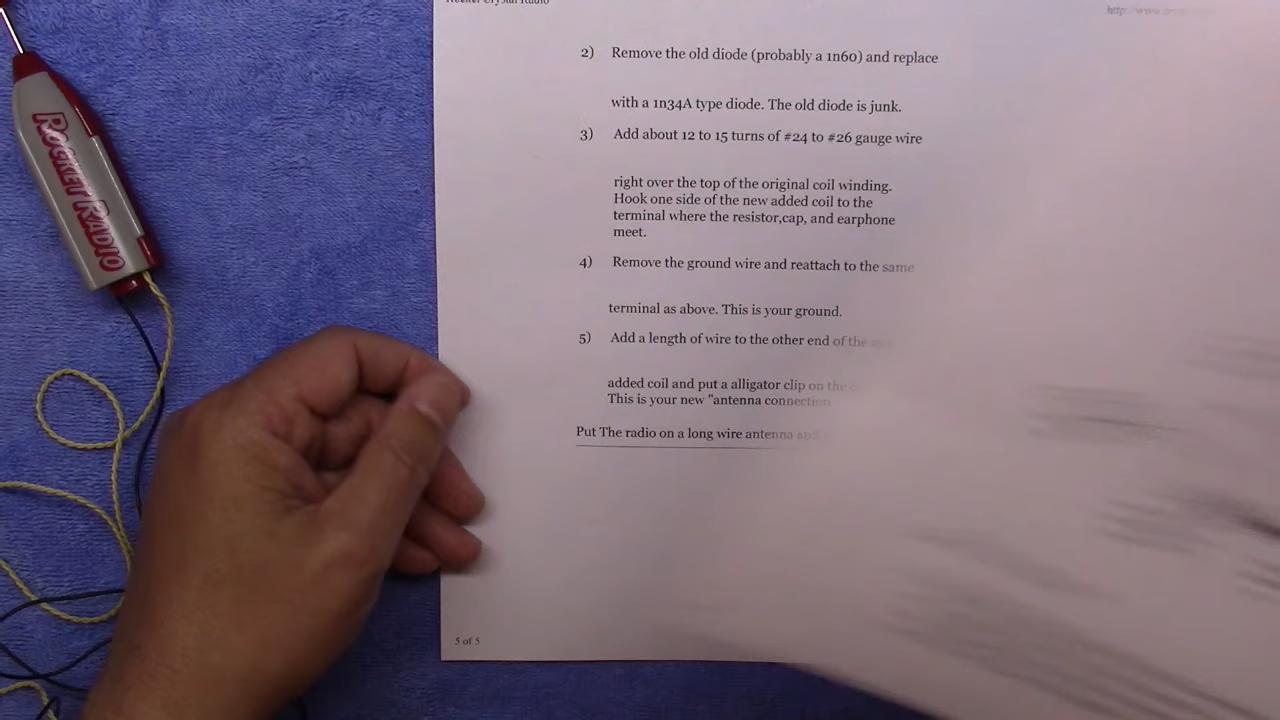 Rocket Crystal Radio
ROCKET RADIO
2) Remove the old diode (probably a 1n60) and replace
with a 1n34A type diode. The old diode is junk.
3) Add about 12 to 15 turns of #24 to #26 gauge wire
right over the top of the original coil winding.
Hook one side of the new added coil to the
terminal where the resistor,cap, and earphone
meet.
4) Remove the ground wire and reattach to the same
terminal as above. This is your ground.
5) Add a length of wire to the other end of the
added coil and put a alligator clip on the
This is your new "antenna connection
Put The radio on a long wire antenna and
5 of 5